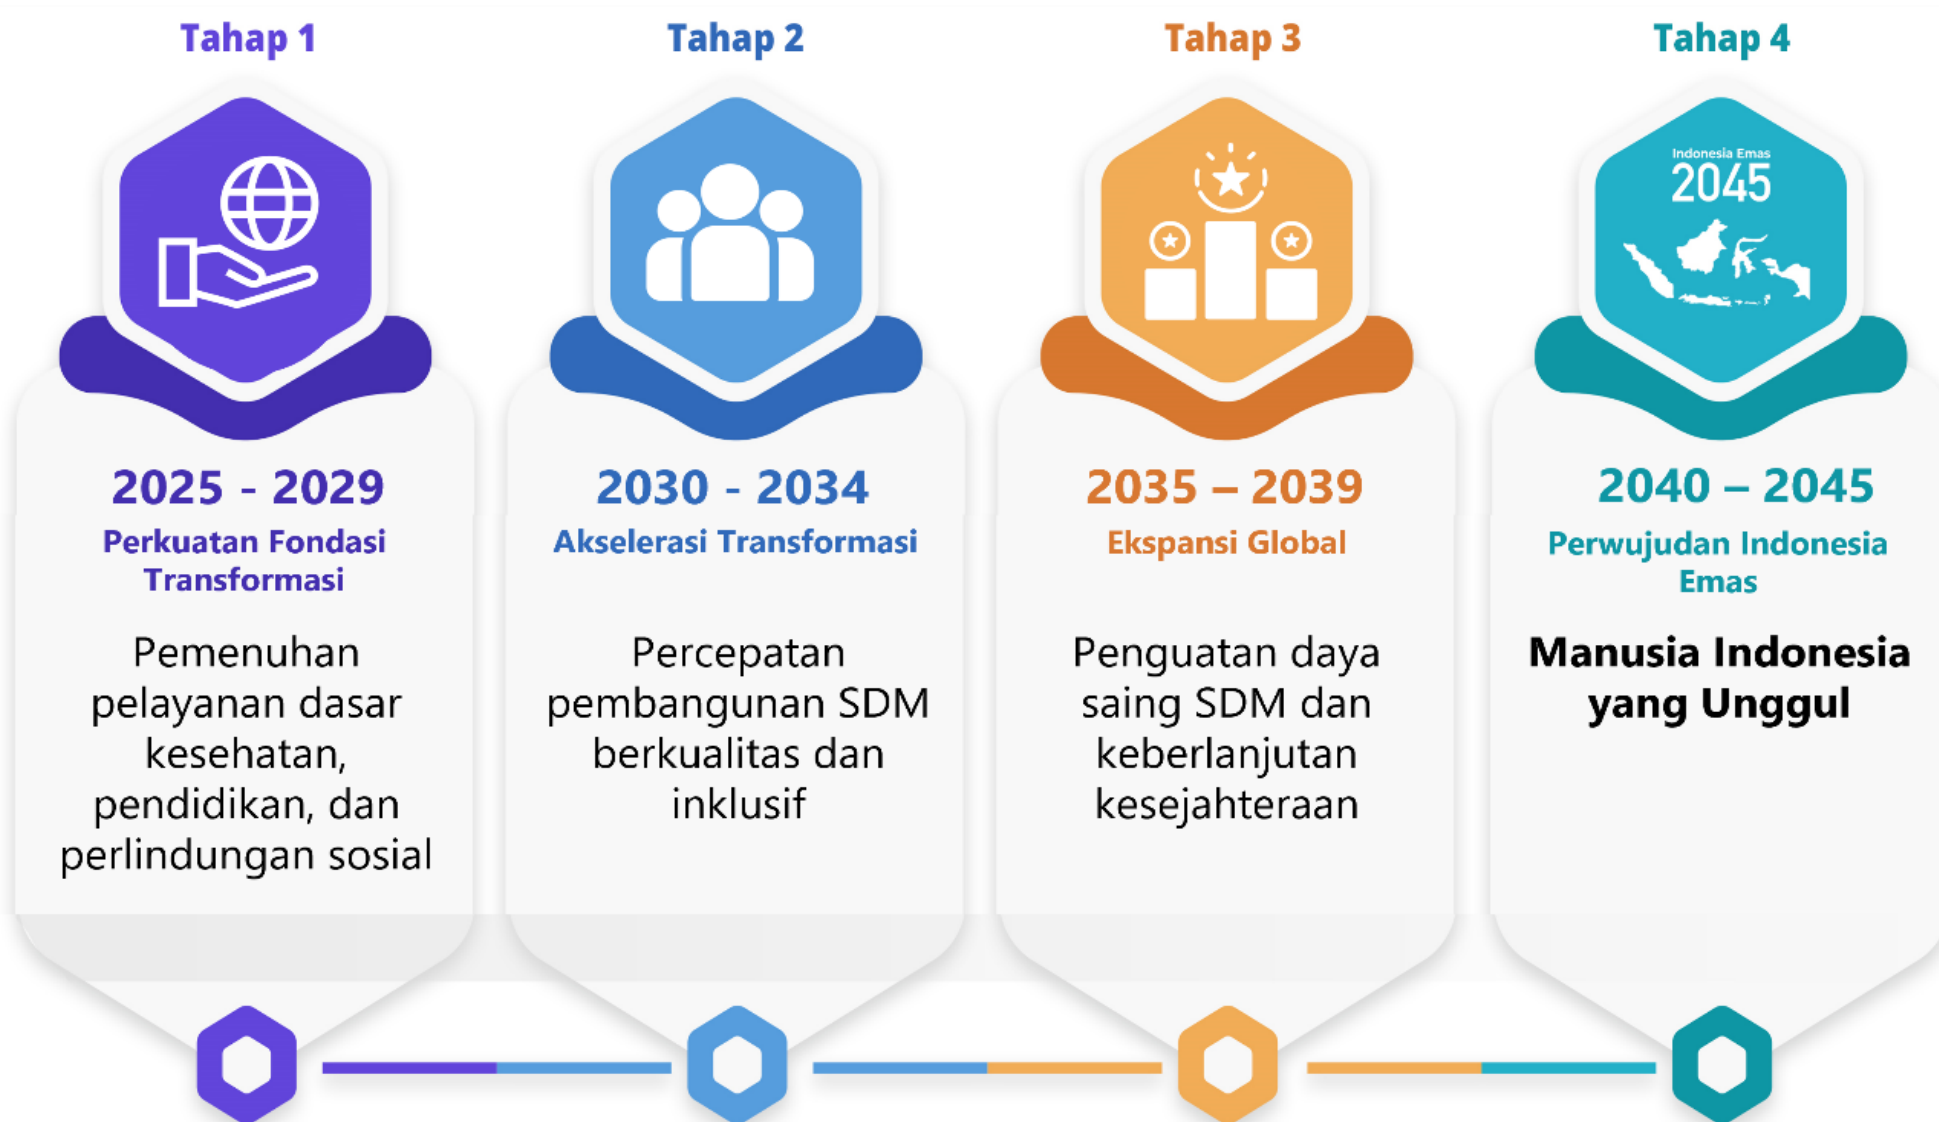 Tahap 1
2025 - 2029
Perkuatan Fondasi
Transformasi
Pemenuhan
pelayanan dasar
kesehatan,
pendidikan, dan
perlindungan sosial
Tahap 2
2030 - 2034
Akselerasi Transformasi
Percepatan
pembangunan SDM
berkualitas dan
inklusif
Tahap 3
2035 – 2039
Ekspansi Global
Penguatan daya
saing SDM dan
keberlanjutan
kesejahteraan
Tahap 4
Indonesia Emas
2045
2040 – 2045
Perwujudan Indonesia
Emas
Manusia Indonesia
yang Unggul